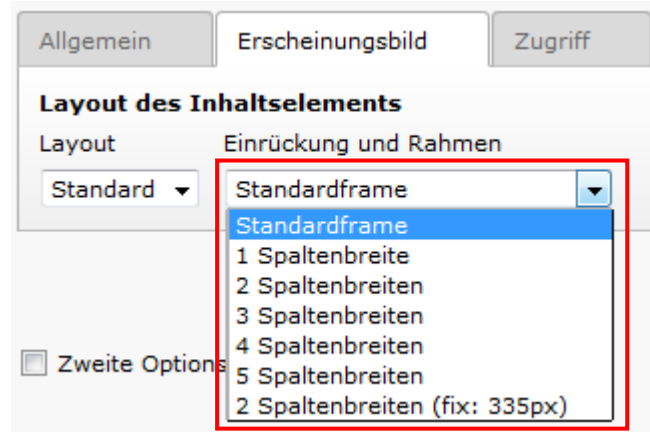 Allgemein Erscheinungsbild Zugriff
Layout des Inhaltselements
Layout Einrückung und Rahmen
Standard Standardframe
Standardframe
1 Spaltenbreite
2 Spaltenbreiten
3 Spaltenbreiten
4 Spaltenbreiten
5 Spaltenbreiten
2 Spaltenbreiten (fix: 335px)
Zweite Options